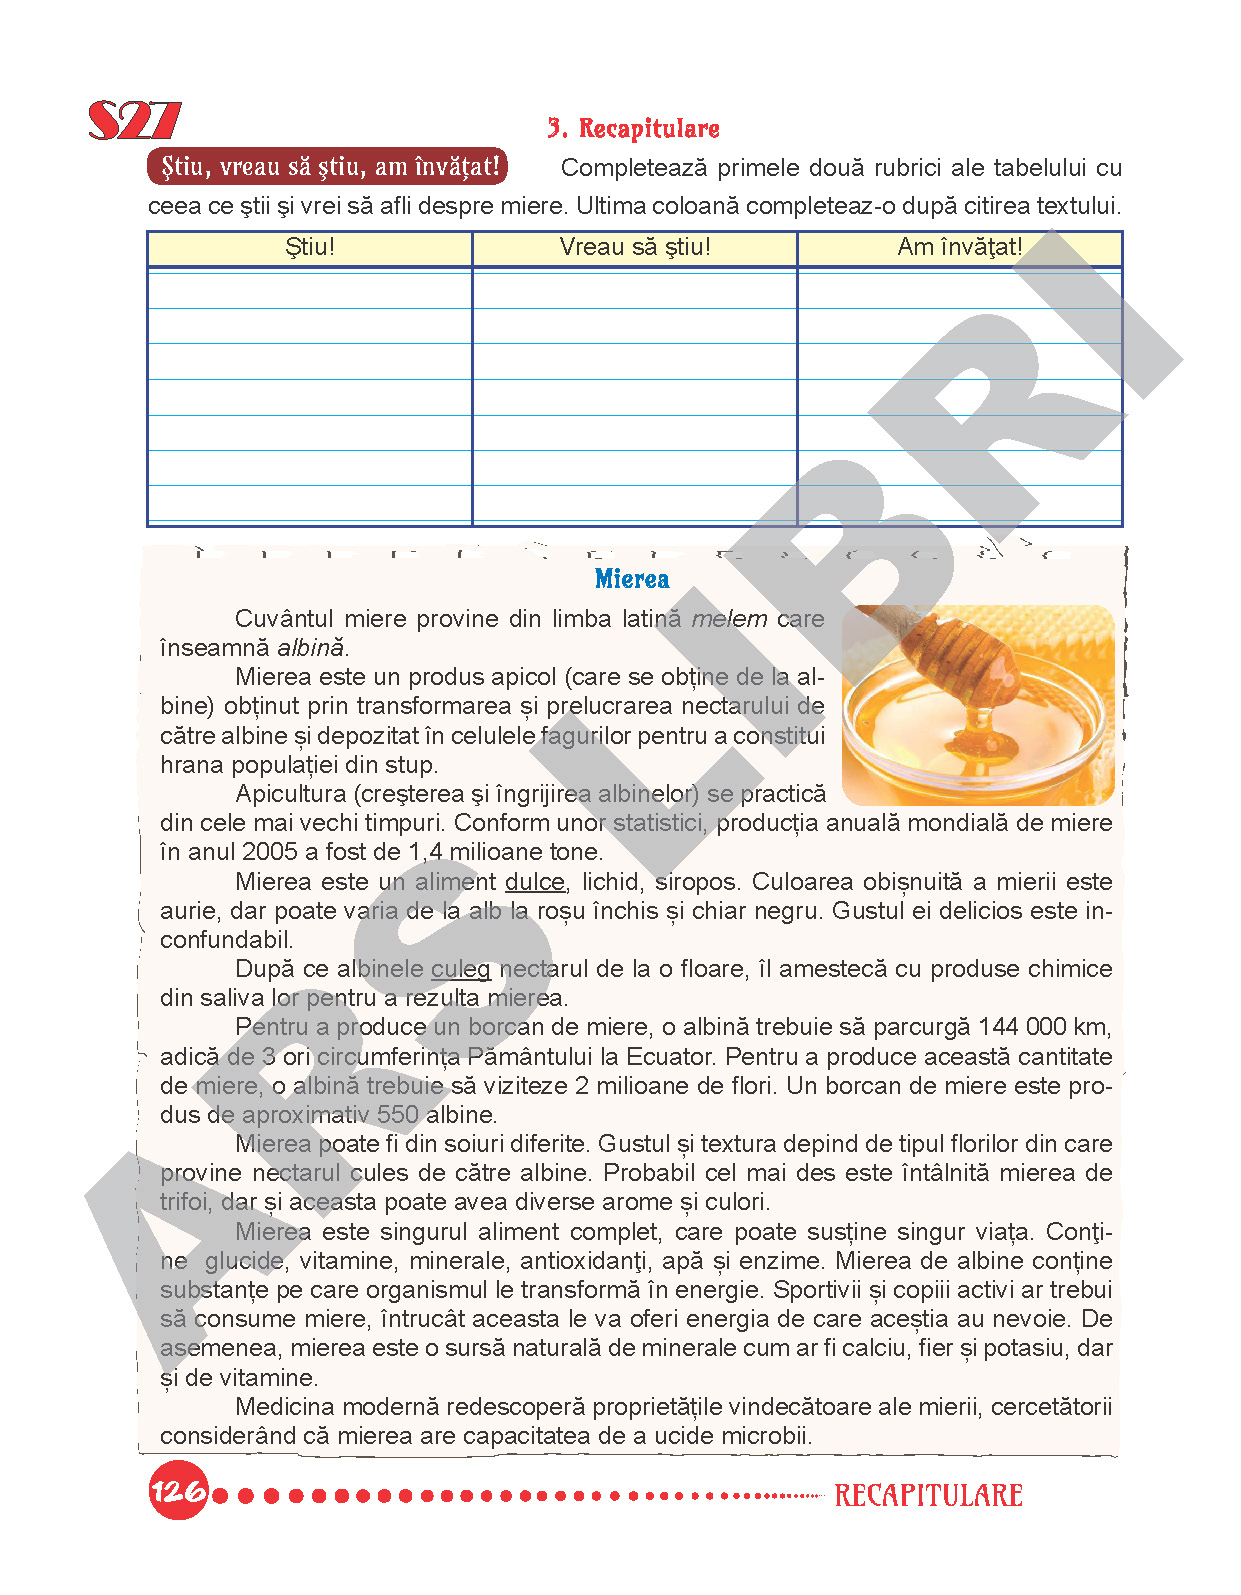 S27
3. Recapitulare
Ştiu, vreau să ştiu, am învăţat! Completează primele două rubrici ale tabelului cu
ceea ce ştii şi vrei să afli despre miere. Ultima coloană completeaz-o după citirea textului.
Ştiu! Vreau să ştiu! Am învăţat!
Mierea
Cuvântul miere provine din limba latină melem care
înseamnă albină.
Mierea este un produs apicol (care se obține de la al-
bine) obținut prin transformarea și prelucrarea nectarului de
către albine și depozitat în celulele fagurilor pentru a constitui
hrana populației din stup.
Apicultura (creşterea şi îngrijirea albinelor) se practică
din cele mai vechi timpuri. Conform unor statistici, producția anuală mondială de miere
în anul 2005 a fost de 1,4 milioane tone.
Mierea este un aliment dulce, lichid, siropos. Culoarea obișnuită a mierii este
aurie, dar poate varia de la alb la roșu închis și chiar negru. Gustul ei delicios este in-
confundabil.
După ce albinele culeg nectarul de la o floare, îl amestecă cu produse chimice
din saliva lor pentru a rezulta mierea.
Pentru a produce un borcan de miere, o albină trebuie să parcurgă 144 000 km,
adică de 3 ori circumferința Pământului la Ecuator. Pentru a produce această cantitate
de miere, o albină trebuie să viziteze 2 milioane de flori. Un borcan de miere este pro-
dus de aproximativ 550 albine.
Mierea poate fi din soiuri diferite. Gustul și textura depind de tipul florilor din care
provine nectarul cules de către albine. Probabil cel mai des este întâlnită mierea de
trifoi, dar și aceasta poate avea diverse arome și culori.
Mierea este singurul aliment complet, care poate susține singur viața. Conţi-
ne glucide, vitamine, minerale, antioxidanţi, apă și enzime. Mierea de albine conține
substanțe pe care organismul le transformă în energie. Sportivii și copiii activi ar trebui
să consume miere, întrucât aceasta le va oferi energia de care aceștia au nevoie. De
asemenea, mierea este o sursă naturală de minerale cum ar fi calciu, fier și potasiu, dar
și de vitamine.
Medicina modernă redescoperă proprietățile vindecătoare ale mierii, cercetătorii
considerând că mierea are capacitatea de a ucide microbii.
126 RECAPITULARE
ARS LIBRI